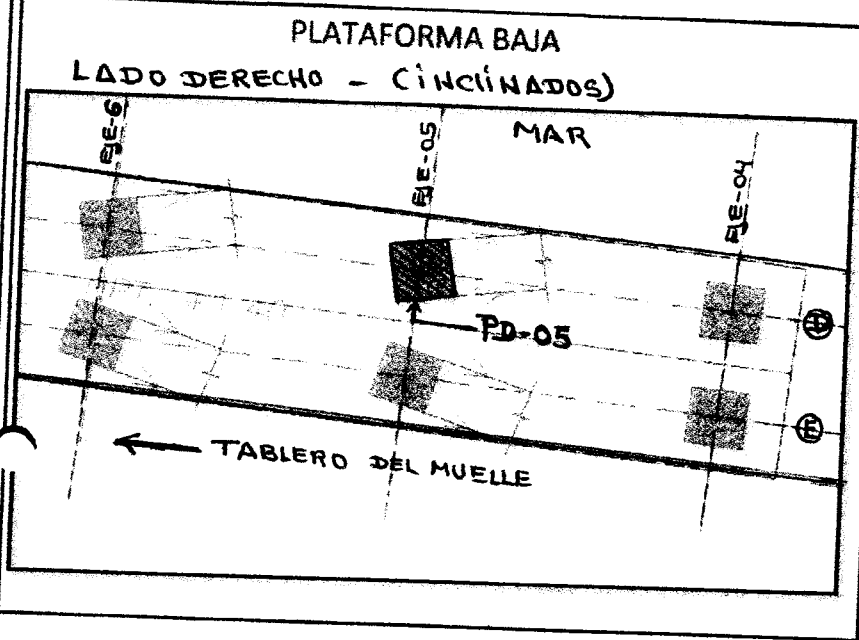 PLATAFORMA BAJA
LADO DERECHO - (iNCLiNADOS)
EJE-6
EJE-05
MAR
EJE-04
PD-05
D
E
← TABLERO DEL MUELLE